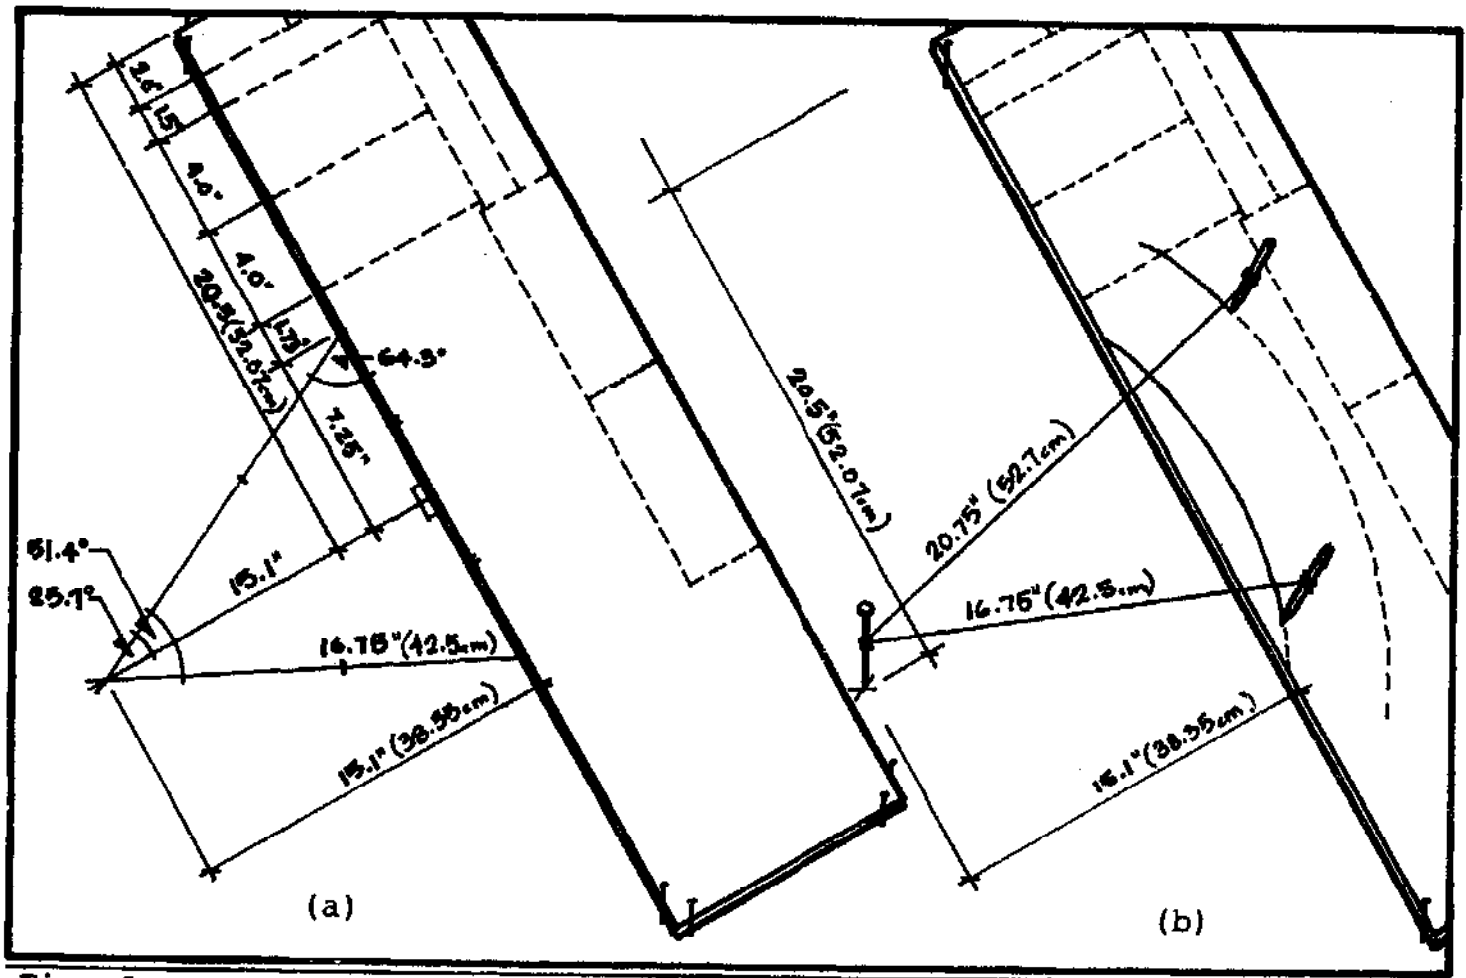 2.6"
1.5"
4.0"
4.0"
20.5(52.07cm)
1.75"
64.3°
7.25"
51.4°
25.7°
15.1"
16.75"(42.5cm)
15.1"(38.35cm)
(a)
20.5"(52.07cm)
20.75" (52.7cm)
16.75"(42.5cm)
15.1"(38.35cm)
(b)